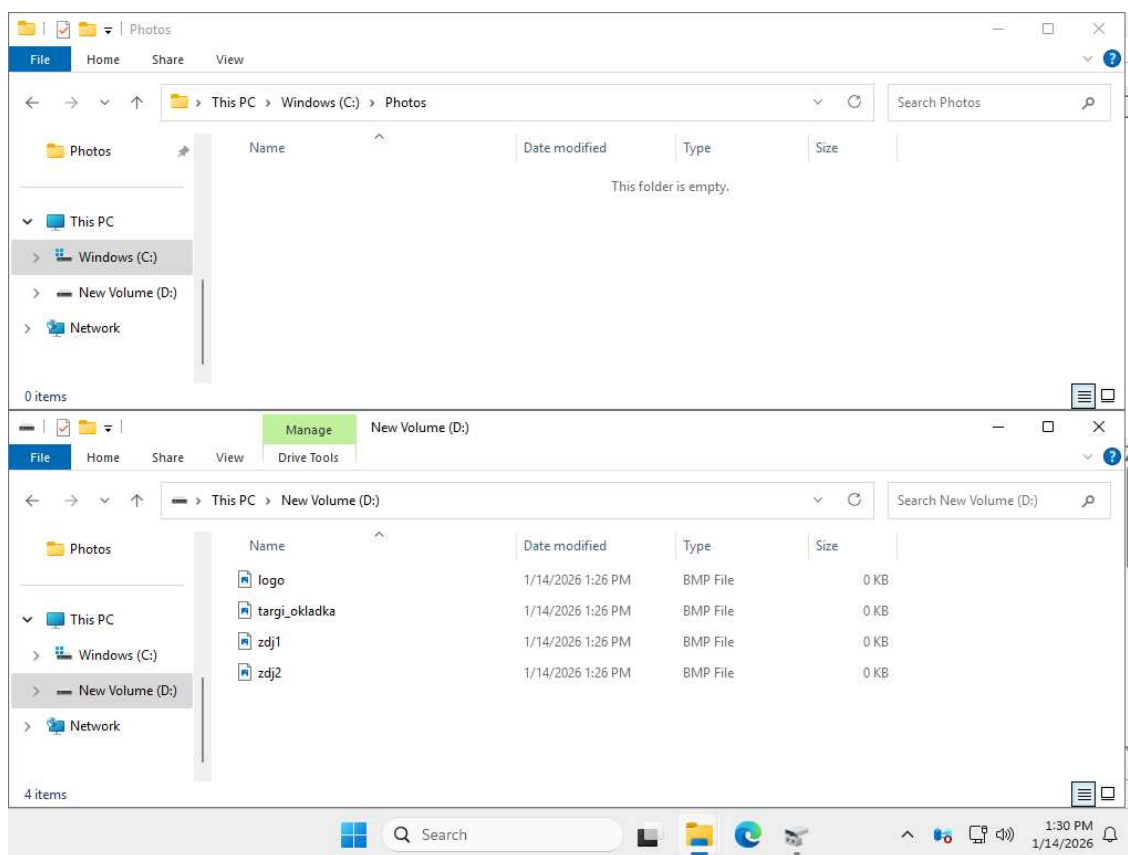 Photos
File Home Share View
This PC > Windows (C:) > Photos
Search Photos
Photos
This PC
Windows (C:)
New Volume (D:)
Network
Name Date modified Type Size
This folder is empty.
0 items
Manage New Volume (D:)
File Home Share View Drive Tools
This PC > New Volume (D:)
Search New Volume (D:)
Photos
This PC
Windows (C:)
New Volume (D:)
Network
Name Date modified Type Size
logo 1/14/2026 1:26 PM BMP File 0 KB
targi_okladka 1/14/2026 1:26 PM BMP File 0 KB
zdj1 1/14/2026 1:26 PM BMP File 0 KB
zdj2 1/14/2026 1:26 PM BMP File 0 KB
4 items
Search
1:30 PM
1/14/2026